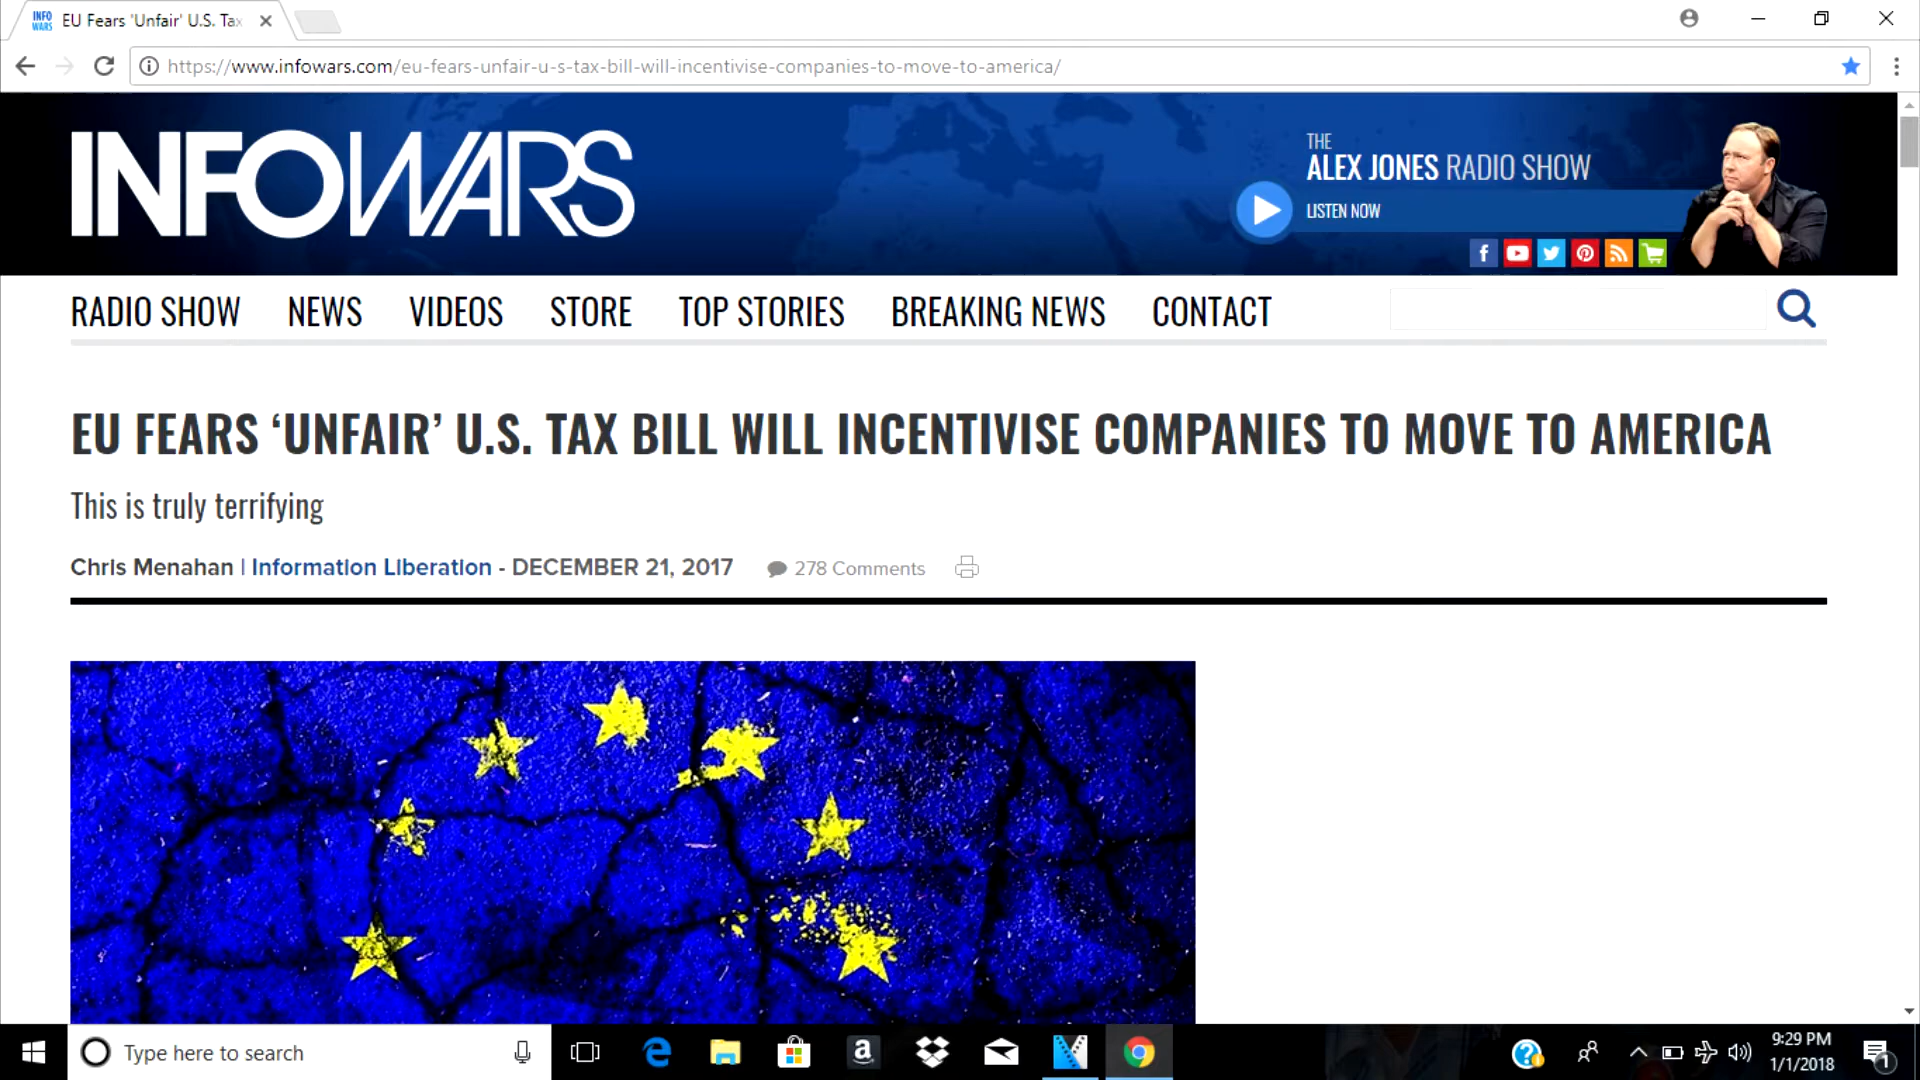 INFO WARS EU Fears 'Unfair' U.S. Tax
https://www.infowars.com/eu-fears-unfair-u-s-tax-bill-will-incentivise-companies-to-move-to-america/
INFOWARS
THE
ALEX JONES RADIO SHOW
LISTEN NOW
RADIO SHOW NEWS VIDEOS STORE TOP STORIES BREAKING NEWS CONTACT
EU FEARS ‘UNFAIR’ U.S. TAX BILL WILL INCENTIVISE COMPANIES TO MOVE TO AMERICA
This is truly terrifying
Chris Menahan | Information Liberation - DECEMBER 21, 2017 278 Comments
Type here to search
9:29 PM
1/1/2018
1